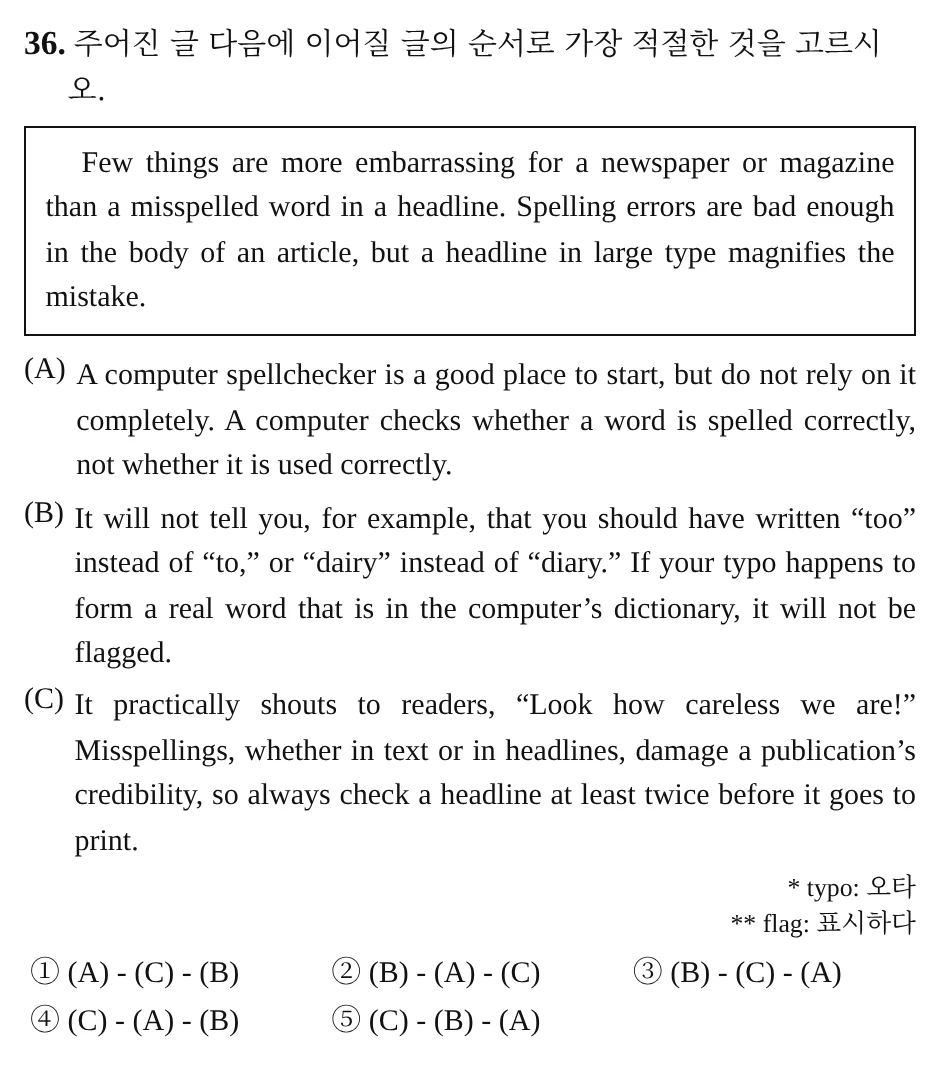 36. 주어진 글 다음에 이어질 글의 순서로 가장 적절한 것을 고르시
오.
Few things are more embarrassing for a newspaper or magazine
than a misspelled word in a headline. Spelling errors are bad enough
in the body of an article, but a headline in large type magnifies the
mistake.
(A) A computer spellchecker is a good place to start, but do not rely on it
completely. A computer checks whether a word is spelled correctly,
not whether it is used correctly.
(B) It will not tell you, for example, that you should have written “too”
instead of “to,” or “dairy” instead of “diary.” If your typo happens to
form a real word that is in the computer’s dictionary, it will not be
flagged.
(C) It practically shouts to readers, “Look how careless we are!”
Misspellings, whether in text or in headlines, damage a publication’s
credibility, so always check a headline at least twice before it goes to
print.
* typo: 오타
** flag: 표시하다
① (A) - (C) - (B) ② (B) - (A) - (C) ③ (B) - (C) - (A)
④ (C) - (A) - (B) ⑤ (C) - (B) - (A)